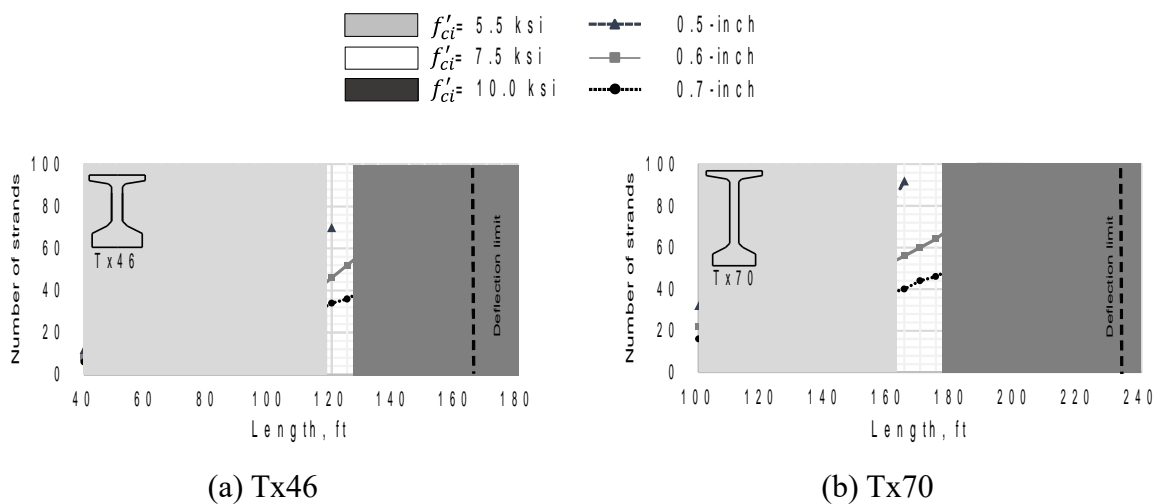 f'ci= 5.5 ksi 0.5-inch
f'ci= 7.5 ksi 0.6-inch
f'ci= 10.0 ksi 0.7-inch
Number of strands
100
80
60
40
20
0
Tx46
Deflection limit
40 60 80 100 120 140 160 180
Length, ft
(a) Tx46
Number of strands
100
80
60
40
20
0
Tx70
Deflection limit
100 120 140 160 180 200 220 240
Length, ft
(b) Tx70